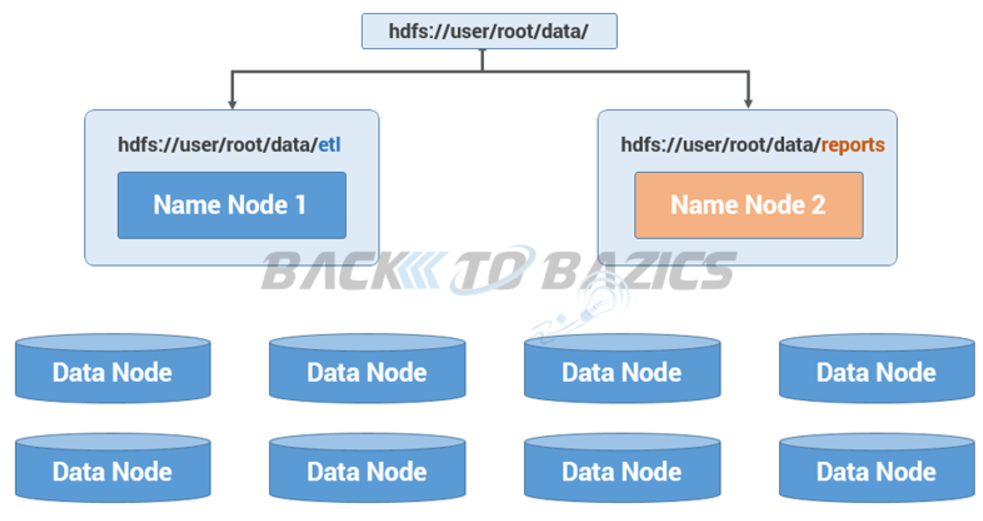 hdfs://user/root/data/
hdfs://user/root/data/etl
hdfs://user/root/data/reports
Name Node 1
Name Node 2
BACK TO BAZICS
Data Node
Data Node
Data Node
Data Node
Data Node
Data Node
Data Node
Data Node